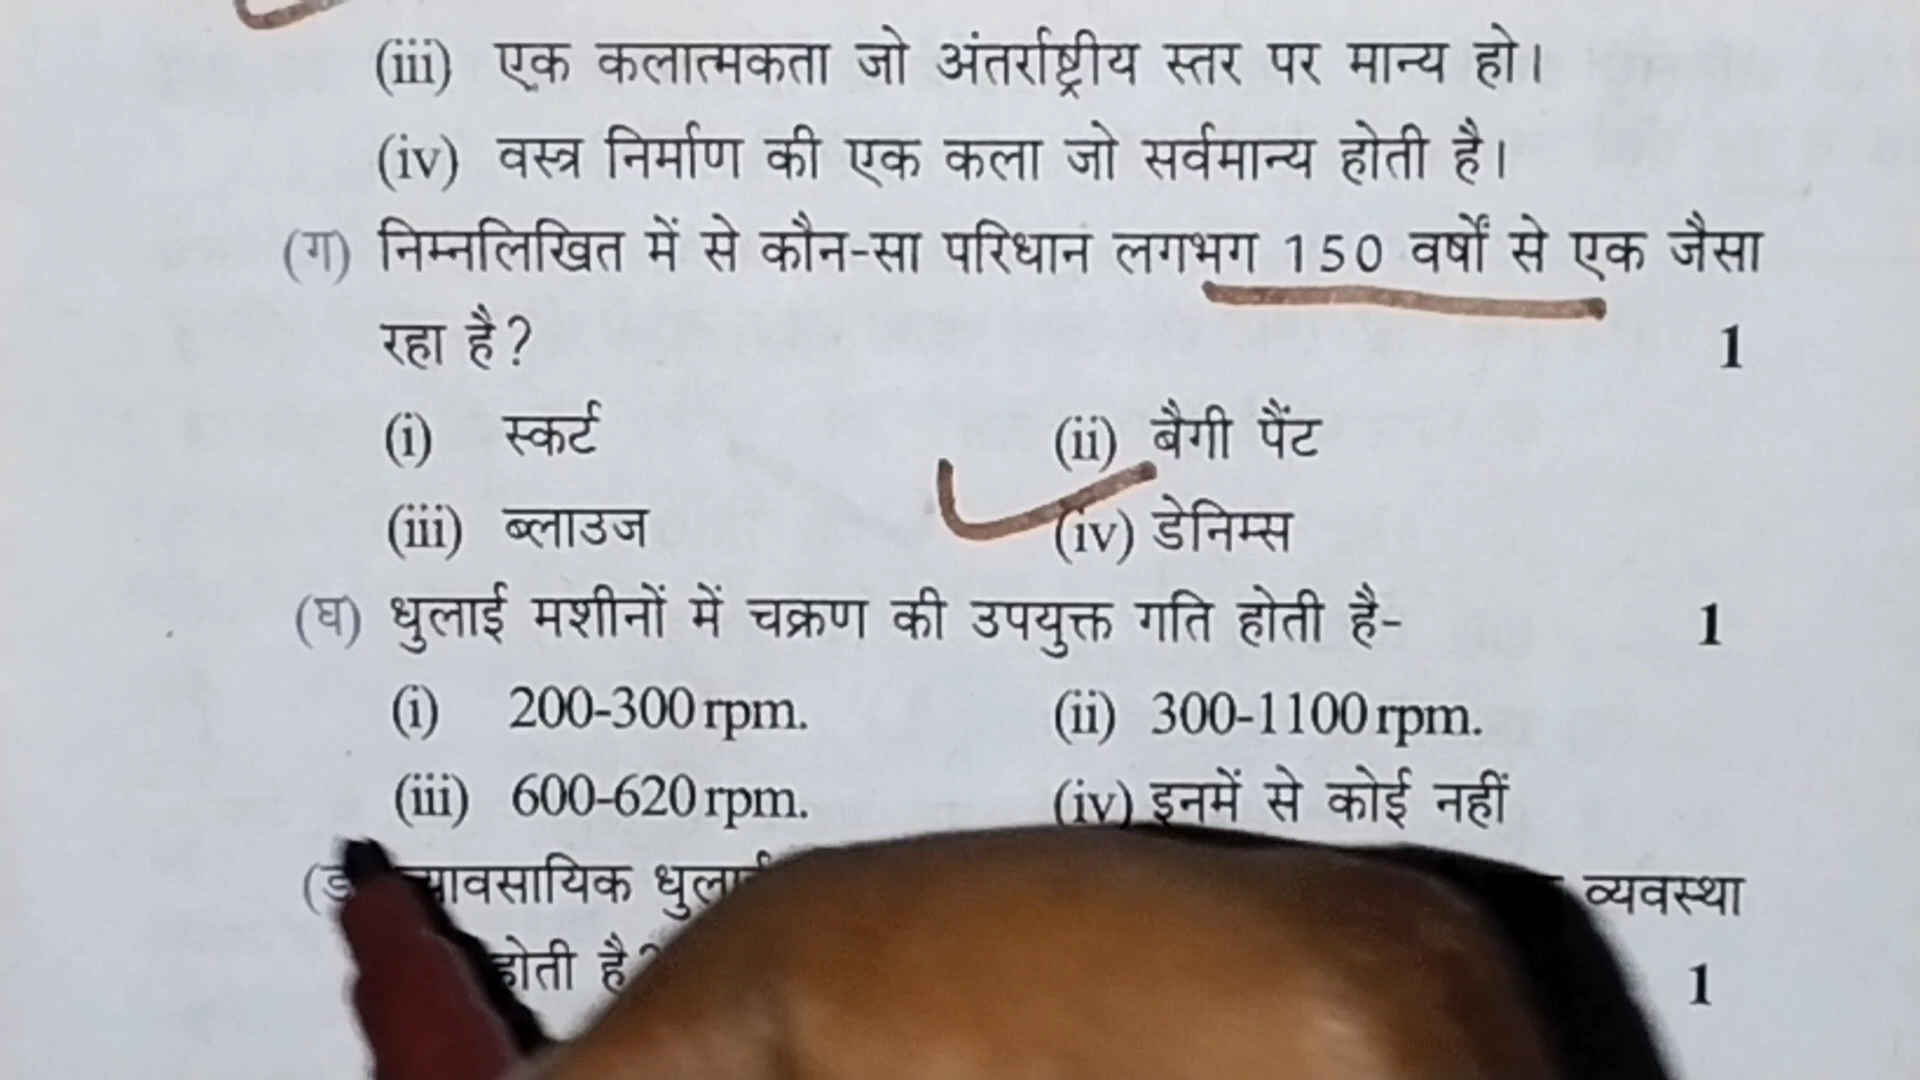 (iii) एक कलात्मकता जो अंतर्राष्ट्रीय स्तर पर मान्य हो।
(iv) वस्त्र निर्माण की एक कला जो सर्वमान्य होती है।
(ग) निम्नलिखित में से कौन-सा परिधान लगभग 150 वर्षों से एक जैसा
रहा है? 1
(i) स्कर्ट (ii) बैगी पैंट
(iii) ब्लाउज (iv) डेनिम्स
(घ) धुलाई मशीनों में चक्रण की उपयुक्त गति होती है- 1
(i) 200-300 rpm. (ii) 300-1100 rpm.
(iii) 600-620 rpm. (iv) इनमें से कोई नहीं
व्यवस्था
होती है? 1